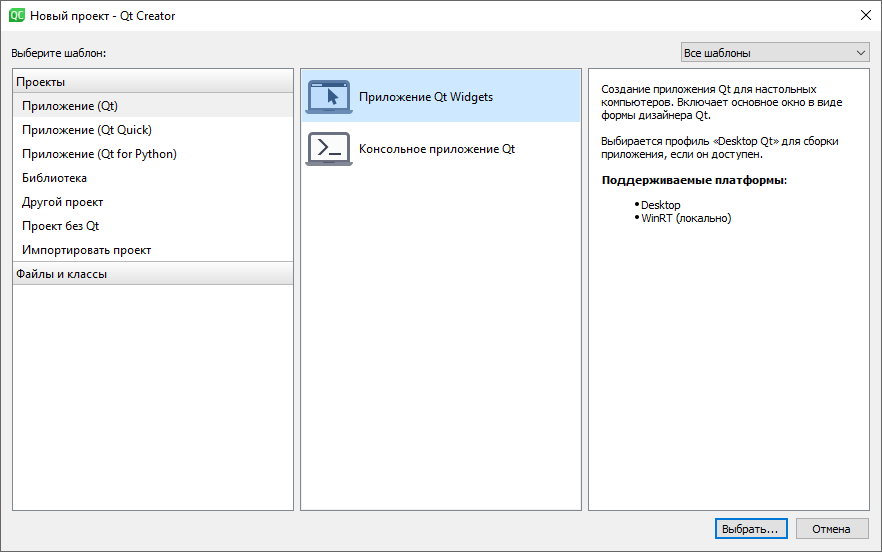 QC Новый проект - Qt Creator
Выберите шаблон:
Все шаблоны
Проекты
Приложение (Qt)
Приложение (Qt Quick)
Приложение (Qt for Python)
Библиотека
Другой проект
Проект без Qt
Импортировать проект
Файлы и классы
Приложение Qt Widgets
Консольное приложение Qt
Создание приложения Qt для настольных
компьютеров. Включает основное окно в виде
формы дизайнера Qt.
Выбирается профиль «Desktop Qt» для сборки
приложения, если он доступен.
Поддерживаемые платформы:
• Desktop
• WinRT (локально)
Выбрать...
Отмена